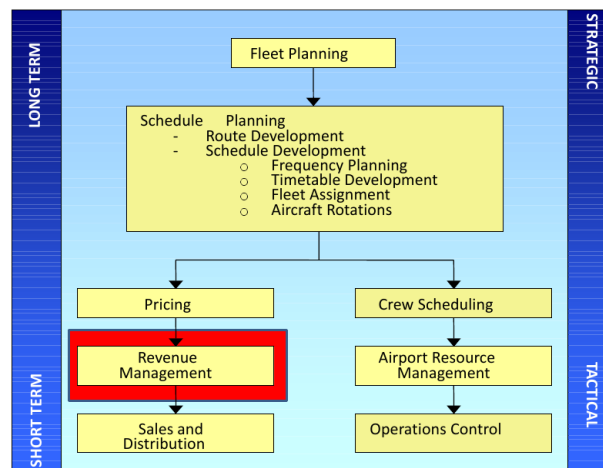 LONG TERM
STRATEGIC
Fleet Planning
Schedule Planning
- Route Development
- Schedule Development
o Frequency Planning
o Timetable Development
o Fleet Assignment
o Aircraft Rotations
Pricing
Crew Scheduling
Revenue
Management
Airport Resource
Management
Sales and
Distribution
Operations Control
SHORT TERM
TACTICAL